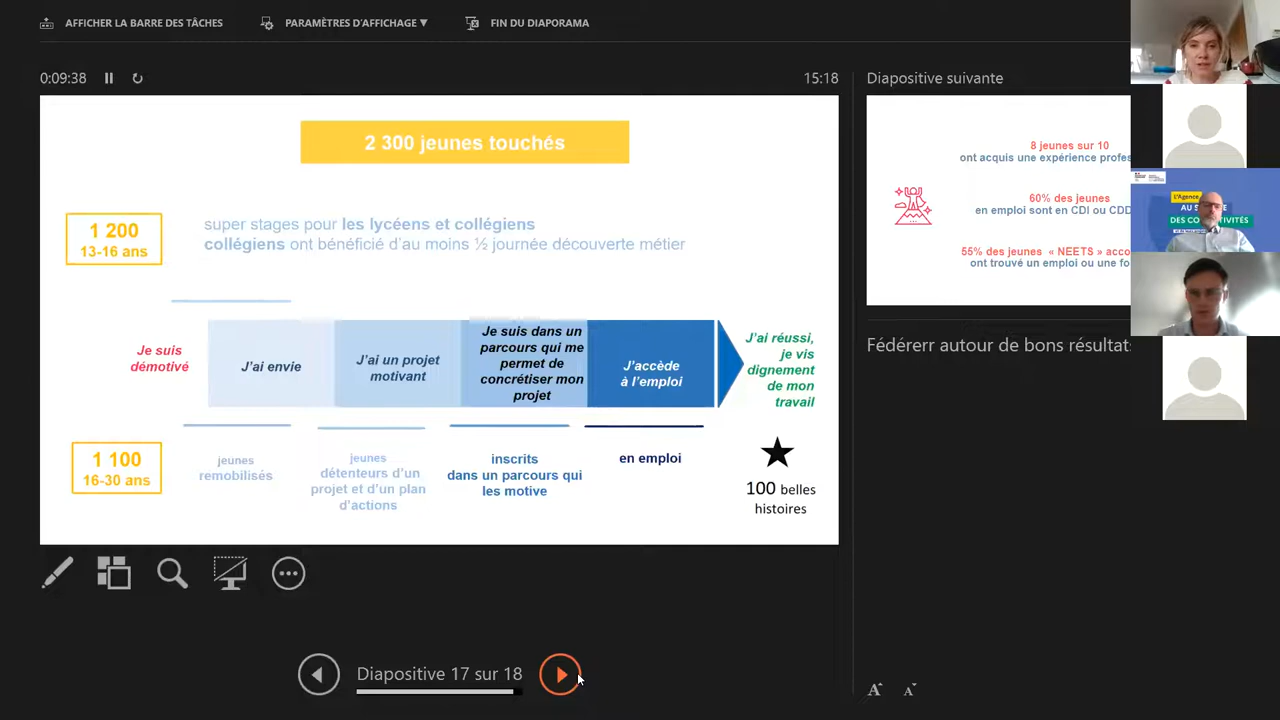 AFFICHER LA BARRE DES TÂCHES
PARAMÈTRES D'AFFICHAGE ▼
FIN DU DIAPORAMA
0:09:38
15:18
Diapositive suivante
2 300 jeunes touchés
1 200
13-16 ans
super stages pour les lycéens et collégiens
collégiens ont bénéficié d'au moins ½ journée découverte métier
Je suis
démotivé
J'ai envie
J'ai un projet
motivant
Je suis dans un
parcours qui me
permet de
concrétiser mon
projet
J'accède
à l'emploi
J'ai réussi,
je vis
dignement
de mon
travail
1 100
16-30 ans
jeunes
remobilisés
jeunes
détenteurs d'un
projet et d'un plan
d'actions
inscrits
dans un parcours qui
les motive
en emploi
100 belles
histoires
8 jeunes sur 10
ont acquis une expérience profes
60% des jeunes
en emploi sont en CDI ou CDD
55% des jeunes « NEETS » acco
ont trouvé un emploi ou une fo
Fédérerr autour de bons résultats
L'Agence
AU S
DES CO
CTIVITÉS
Diapositive 17 sur 18
A
A